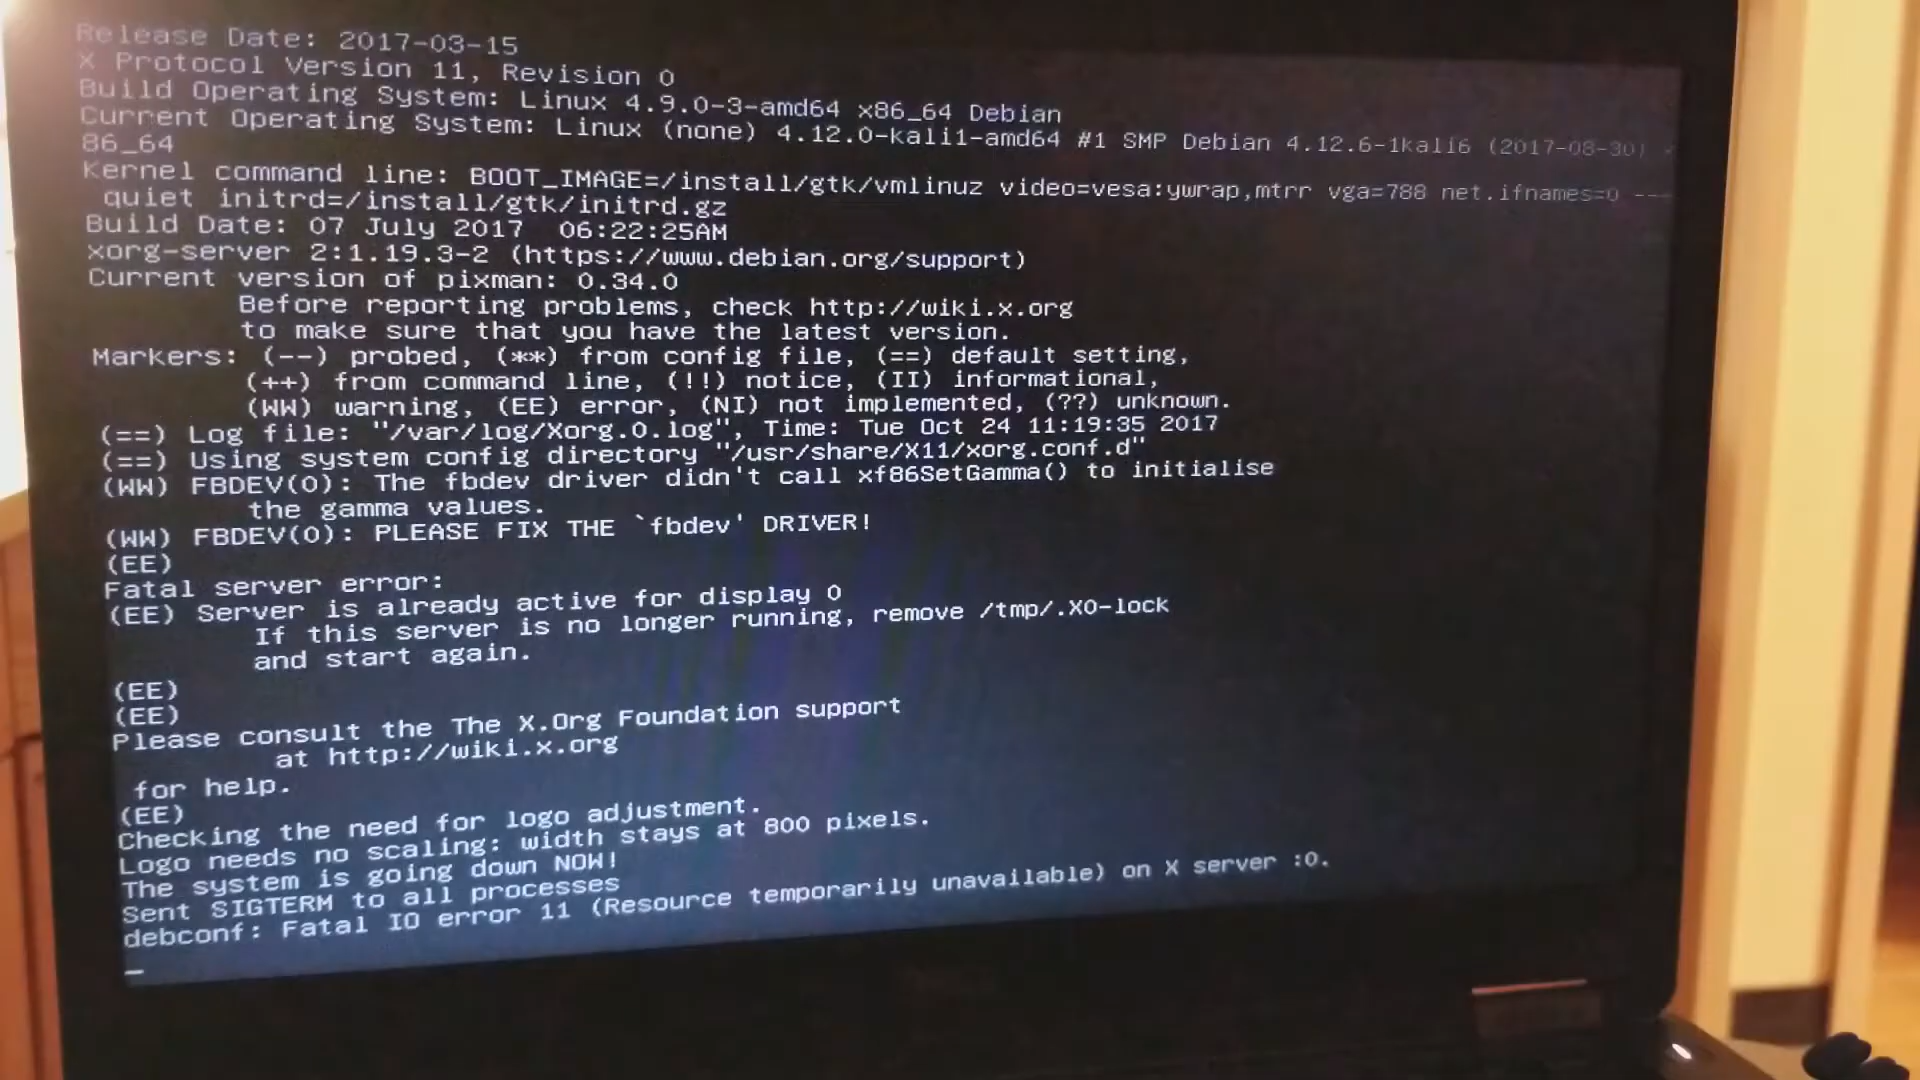 Release Date: 2017-03-15
X Protocol Version 11, Revision 0
Build Operating System: Linux 4.9.0-3-amd64 x86_64 Debian
Current Operating System: Linux (none) 4.12.0-kali1-amd64 #1 SMP Debian 4.12.6-1kali6 (2017-08-30)
86_64
Kernel command line: BOOT_IMAGE=/install/gtk/vmlinuz video=vesa:ywrap,mtrr vga=788 net.ifnames=0 ---
quiet initrd=/install/gtk/initrd.gz
Build Date: 07 July 2017  06:22:25AM
xorg-server 2:1.19.3-2 (https://www.debian.org/support)
Current version of pixman: 0.34.0
Before reporting problems, check http://wiki.x.org
to make sure that you have the latest version.
Markers: (--) probed, (**) from config file, (==) default setting,
(++) from command line, (!!) notice, (II) informational,
(WW) warning, (EE) error, (NI) not implemented, (??) unknown.
(==) Log file: "/var/log/Xorg.0.log", Time: Tue Oct 24 11:19:35 2017
(==) Using system config directory "/usr/share/X11/xorg.conf.d"
(WW) FBDEV(0): The fbdev driver didn't call xf86SetGamma() to initialise
the gamma values.
(WW) FBDEV(0): PLEASE FIX THE `fbdev' DRIVER!
(EE)
Fatal server error:
(EE) Server is already active for display 0
If this server is no longer running, remove /tmp/.X0-lock
and start again.
(EE)
(EE)
Please consult the The X.Org Foundation support
at http://wiki.x.org
for help.
(EE)
Checking the need for logo adjustment.
Logo needs no scaling: width stays at 800 pixels.
The system is going down NOW!
Sent SIGTERM to all processes
debconf: Fatal IO error 11 (Resource temporarily unavailable) on X server :0.